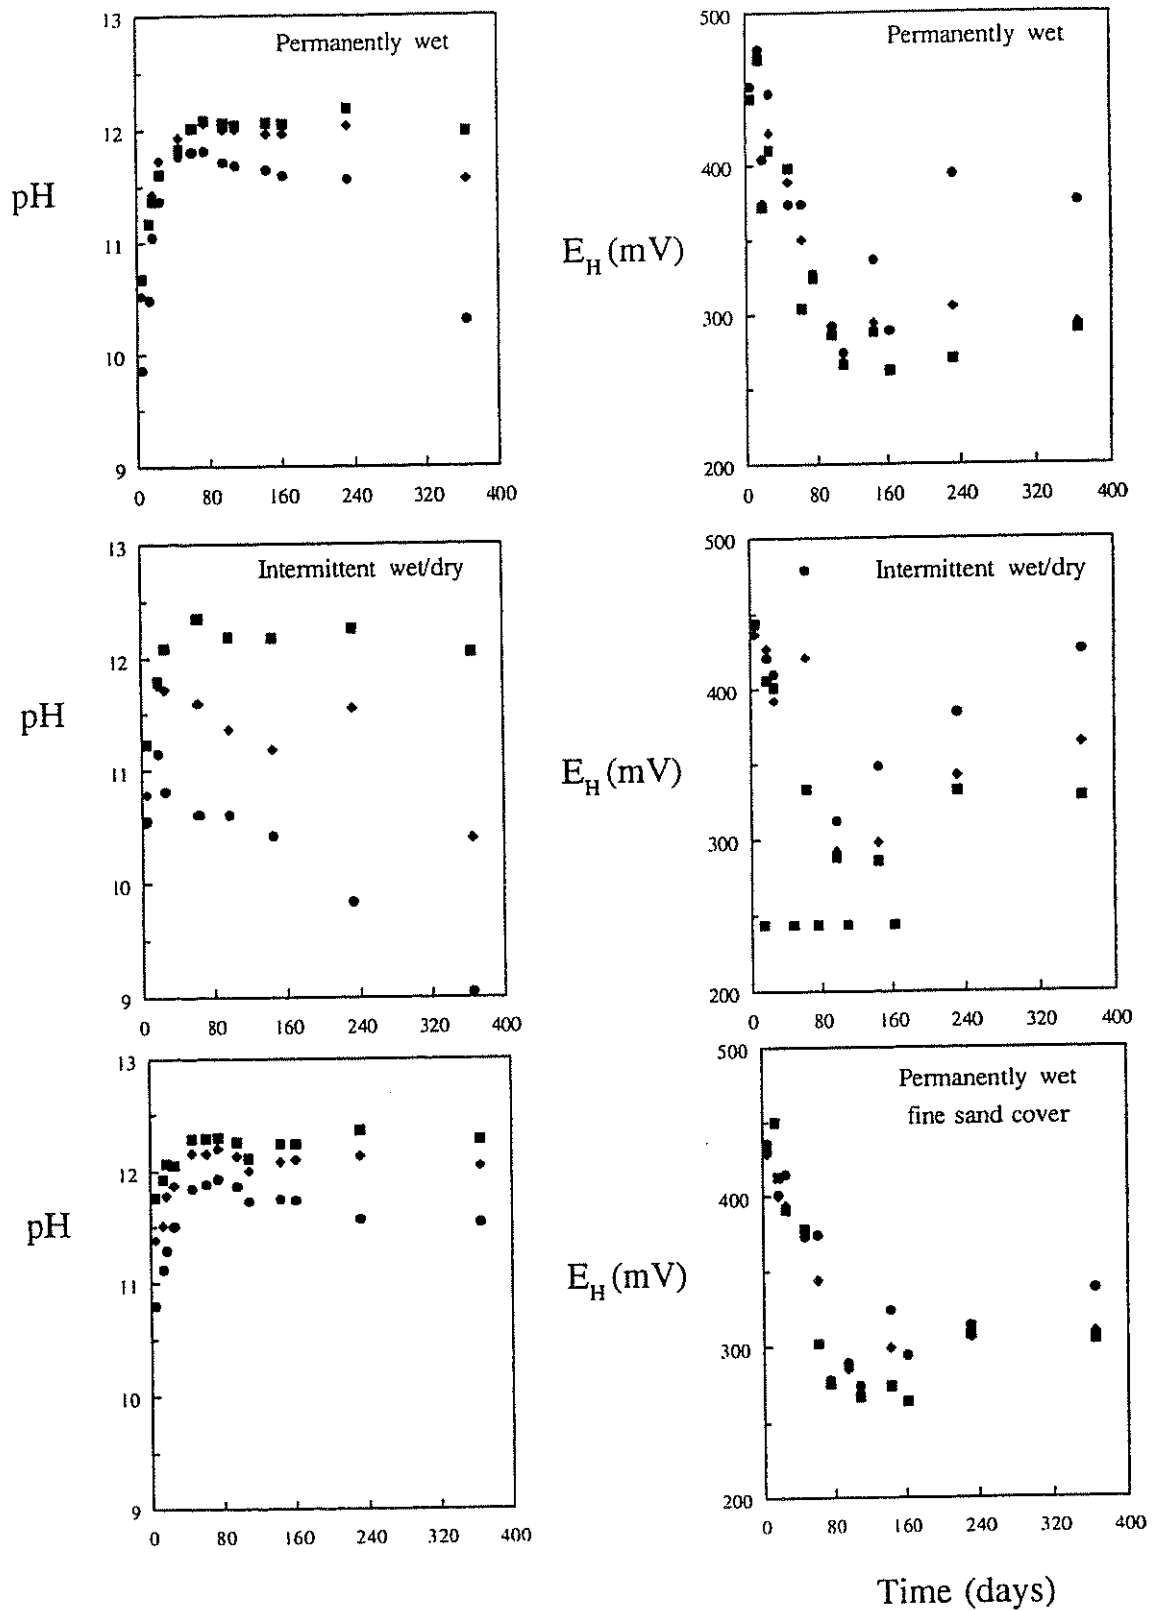 13
12
11
10
9
pH
Permanently wet
0 80 160 240 320 400
500
400
300
200
E_H (mV)
Permanently wet
0 80 160 240 320 400
13
12
11
10
9
pH
Intermittent wet/dry
0 80 160 240 320 400
500
400
300
200
E_H (mV)
Intermittent wet/dry
0 80 160 240 320 400
13
12
11
10
9
pH
0 80 160 240 320 400
500
400
300
200
E_H (mV)
Permanently wet
fine sand cover
0 80 160 240 320 400
Time (days)